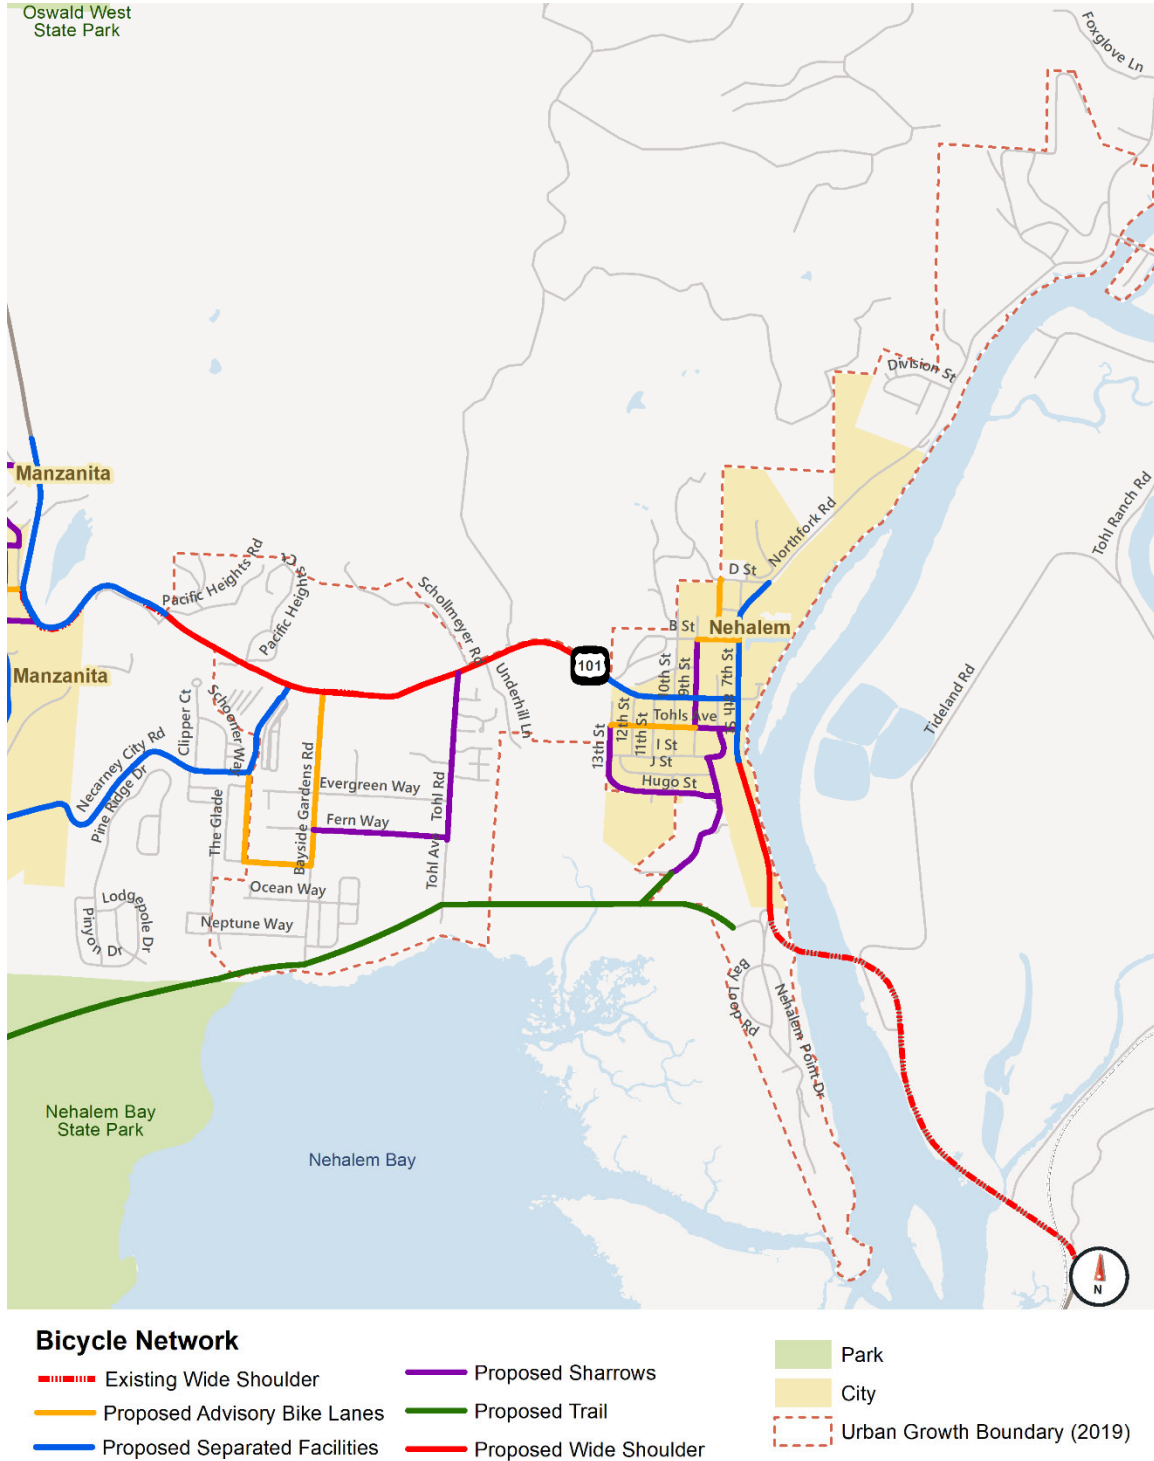 Oswald West
State Park
Foxglove Ln
Division St
Manzanita
Tohl Ranch Rd
Northfork Rd
D St
Pacific Heights Rd
Pacific Heights Ct
Schollmeyer Rd
B St
Nehalem
101
Manzanita
Underhill Ln
10th St
9th St
7th St
8th St
Tideland Rd
Clipper Ct
Schooner Way
12th St
11th St
13th St
Tohls Ave
I St
J St
Hugo St
Necarney City Rd
Pine Ridge Dr
The Glade
Bayside Gardens Rd
Evergreen Way
Tohl Rd
Fern Way
Tohl Ave
Ocean Way
Lodgepole Dr
Pinyon Dr
Neptune Way
Bay Loop Rd
Nehalem Point Dr
Nehalem Bay
State Park
Nehalem Bay
N
Bicycle Network
Existing Wide Shoulder
Proposed Advisory Bike Lanes
Proposed Separated Facilities
Proposed Sharrows
Proposed Trail
Proposed Wide Shoulder
Park
City
Urban Growth Boundary (2019)